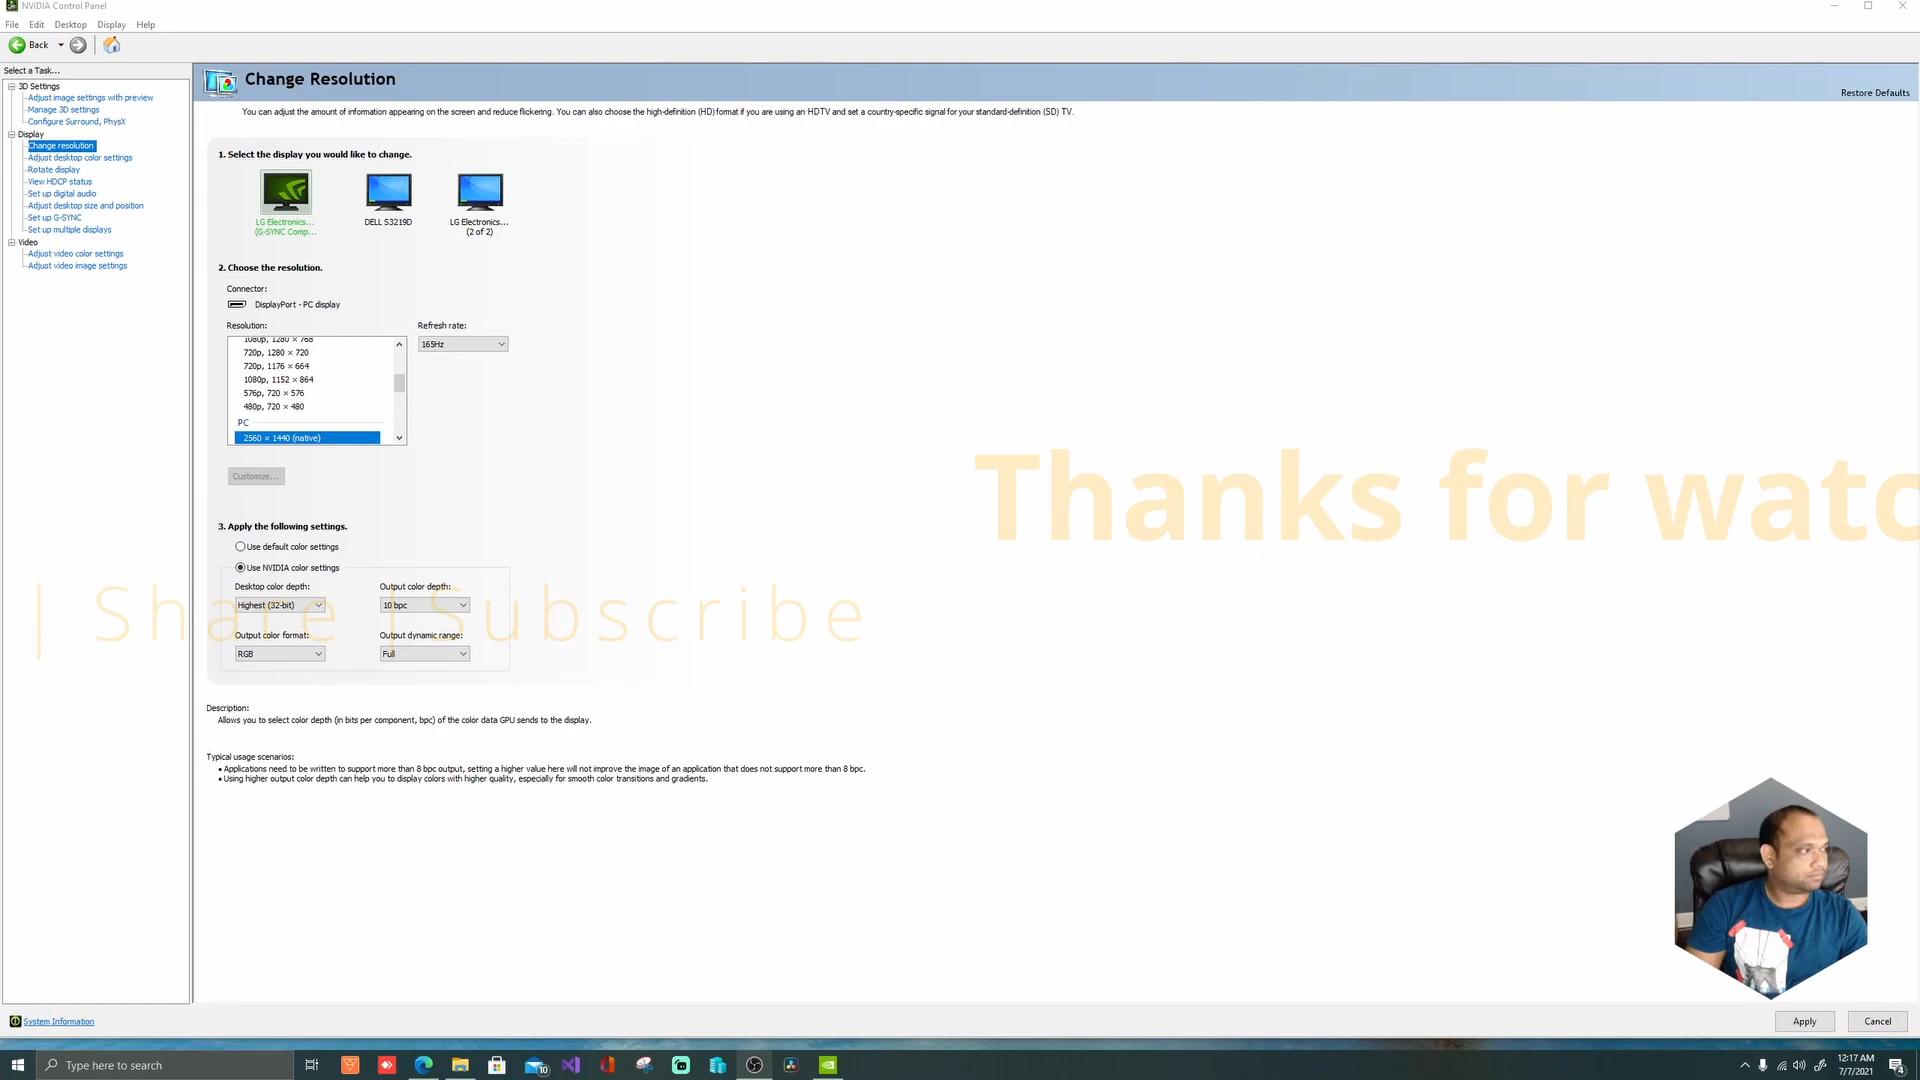 NVIDIA Control Panel
File Edit Desktop Display Help
Back
Select a Task...
3D Settings
Adjust image settings with preview
Manage 3D settings
Configure Surround, PhysX
Display
Change resolution
Adjust desktop color settings
Rotate display
View HDCP status
Set up digital audio
Adjust desktop size and position
Set up G-SYNC
Set up multiple displays
Video
Adjust video color settings
Adjust video image settings
System Information
Change Resolution
Restore Defaults
You can adjust the amount of information appearing on the screen and reduce flickering. You can also choose the high-definition (HD) format if you are using an HDTV and set a country-specific signal for your standard-definition (SD) TV.
1. Select the display you would like to change.
LG Electronics...
(G-SYNC Comp...
DELL S3219D
LG Electronics...
(2 of 2)
2. Choose the resolution.
Connector:
DisplayPort - PC display
Resolution:
Refresh rate:
1080p, 1280 × 768
165Hz
720p, 1280 × 720
720p, 1176 × 664
1080p, 1152 × 864
576p, 720 × 576
480p, 720 × 480
PC
2560 × 1440 (native)
Customize...
Thanks for watc
3. Apply the following settings.
Use default color settings
Use NVIDIA color settings
Desktop color depth:
Output color depth:
Highest (32-bit)
10 bpc
| Share | Subscribe
Output color format:
Output dynamic range:
RGB
Full
Description:
Allows you to select color depth (in bits per component, bpc) of the color data GPU sends to the display.
Typical usage scenarios:
• Applications need to be written to support more than 8 bpc output, setting a higher value here will not improve the image of an application that does not support more than 8 bpc.
• Using higher output color depth can help you to display colors with higher quality, especially for smooth color transitions and gradients.
Apply
Cancel
Type here to search
10
12:17 AM
7/7/2021
4